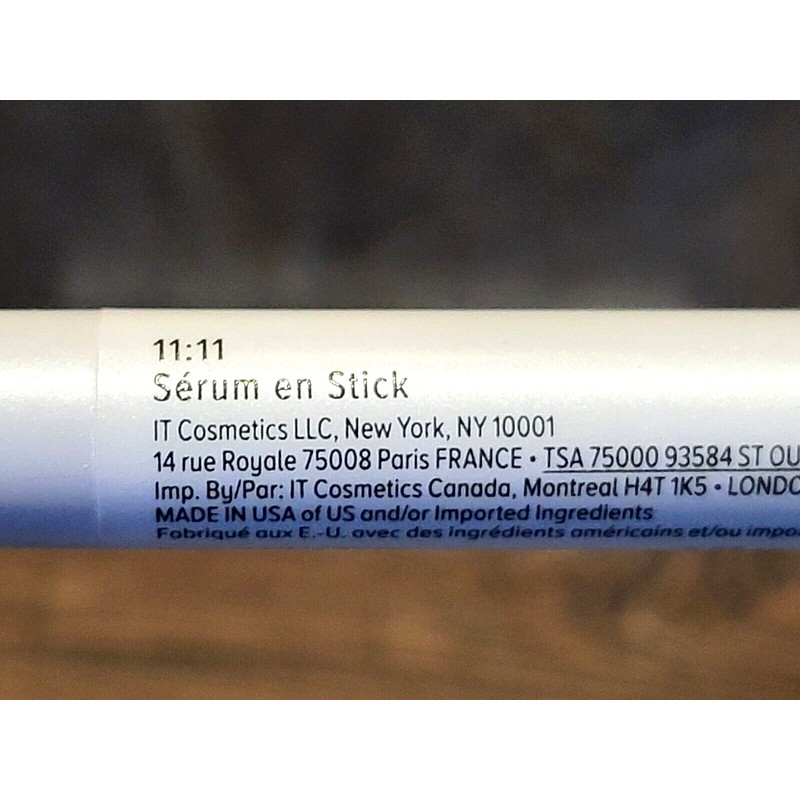 11:11
Sérum en Stick
IT Cosmetics LLC, New York, NY 10001
14 rue Royale 75008 Paris FRANCE • TSA 75000 93584 ST OU
Imp. By/Par: IT Cosmetics Canada, Montreal H4T 1K5 • LONDO
MADE IN USA of US and/or Imported Ingredients
Fabriqué aux É.-U. avec des ingrédients américains et/ou impo